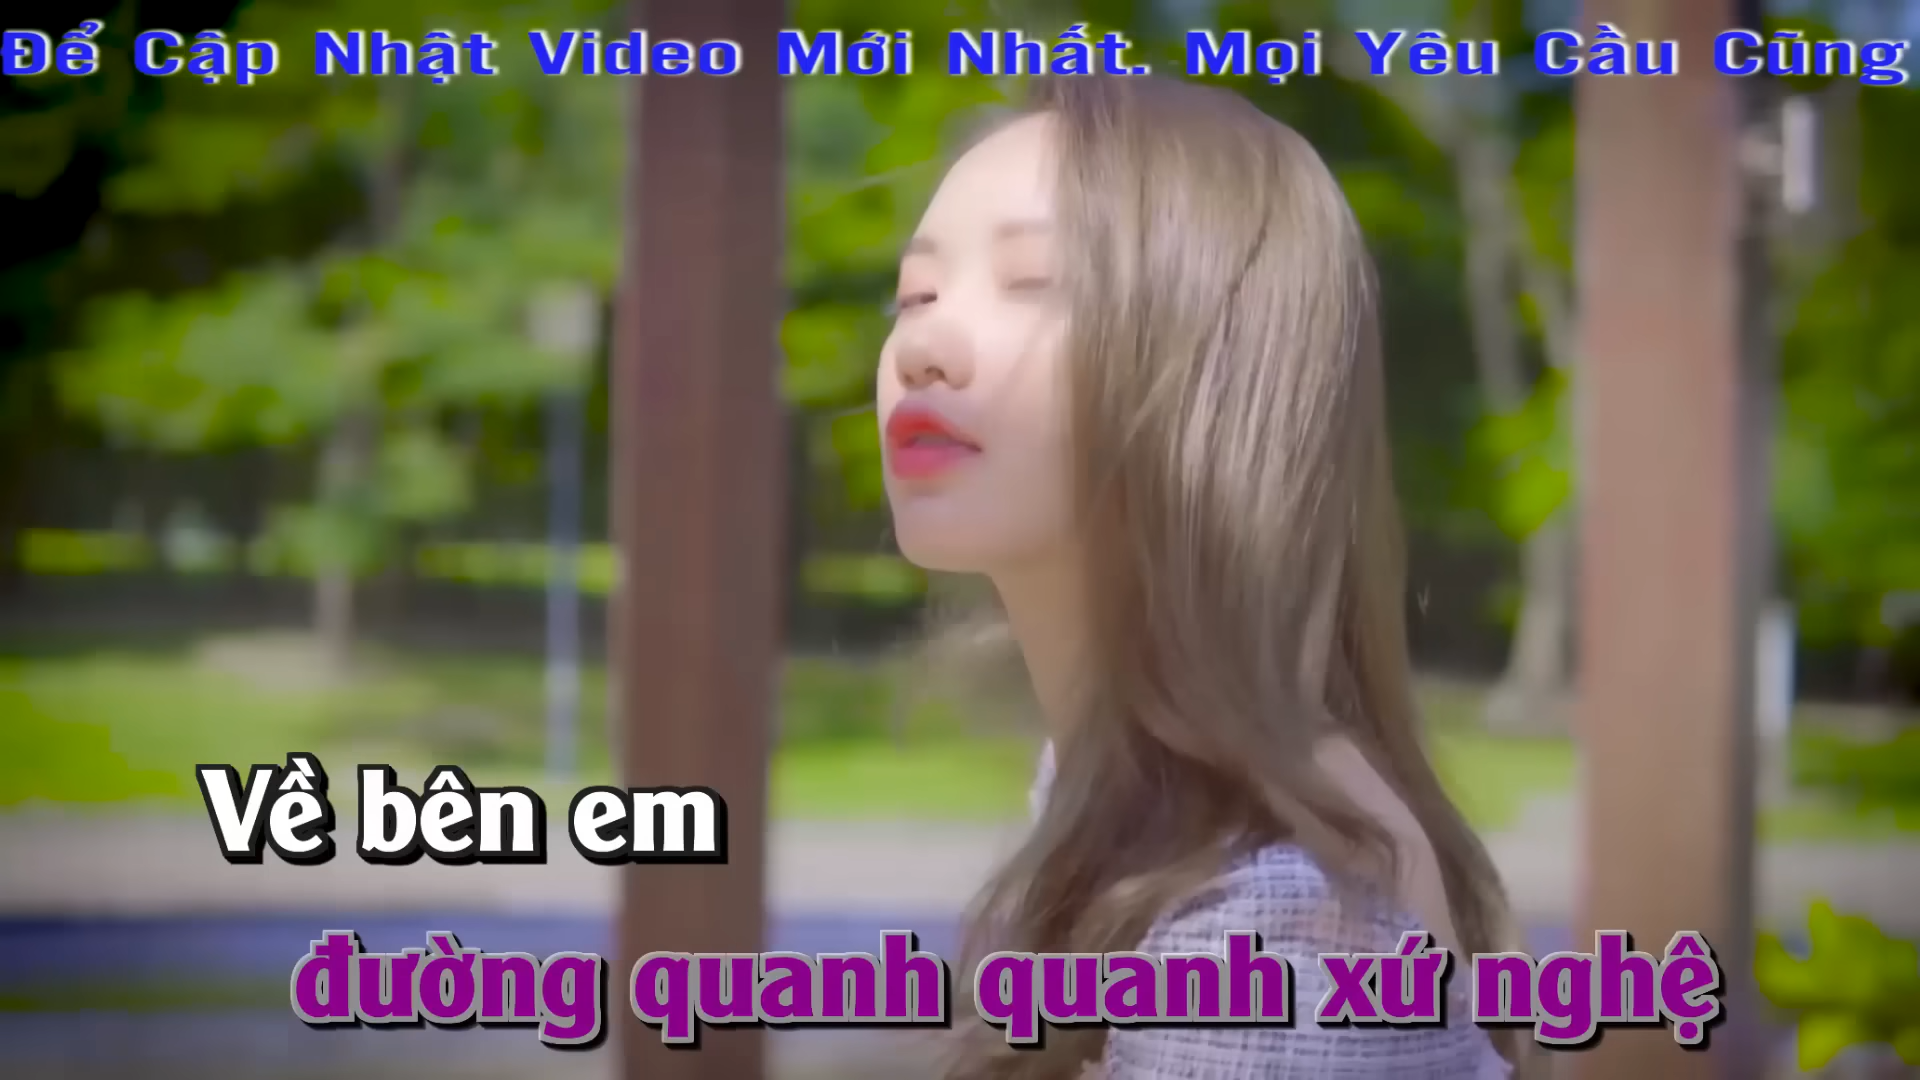 Để Cập Nhật Video Mới Nhất. Mọi Yêu Cầu Cũng
Về bên em
đường quanh quanh xứ nghệ